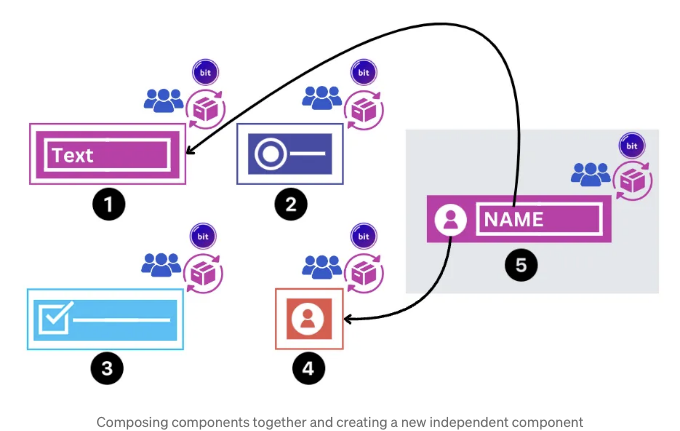 bit
bit
bit
Text
NAME
1
2
5
bit
bit
3
4
Composing components together and creating a new independent component